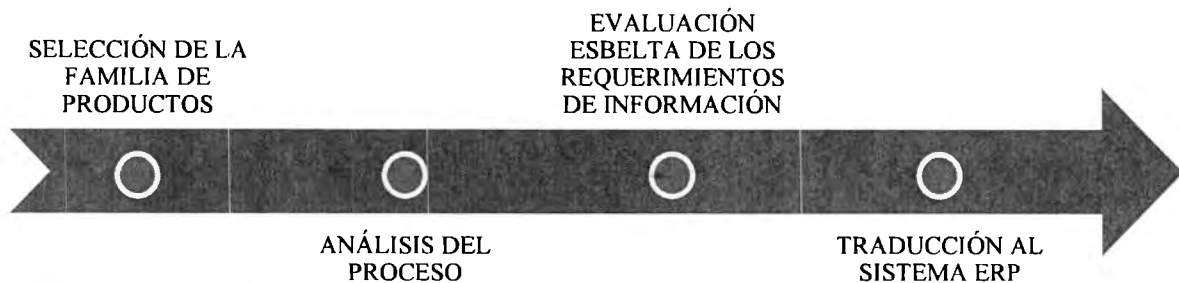 SELECCIÓN DE LA
FAMILIA DE
PRODUCTOS
ANÁLISIS DEL
PROCESO
EVALUACIÓN
ESBELTA DE LOS
REQUERIMIENTOS
DE INFORMACIÓN
TRADUCCIÓN AL
SISTEMA ERP